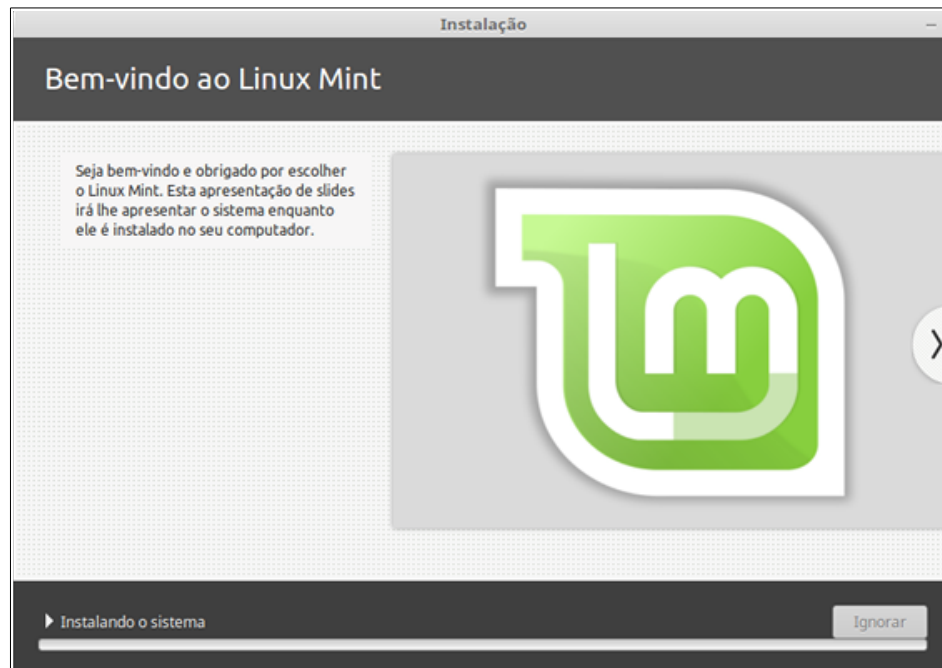 Instalação
Bem-vindo ao Linux Mint
Seja bem-vindo e obrigado por escolher
o Linux Mint. Esta apresentação de slides
irá lhe apresentar o sistema enquanto
ele é instalado no seu computador.
lm
Instalando o sistema
Ignorar